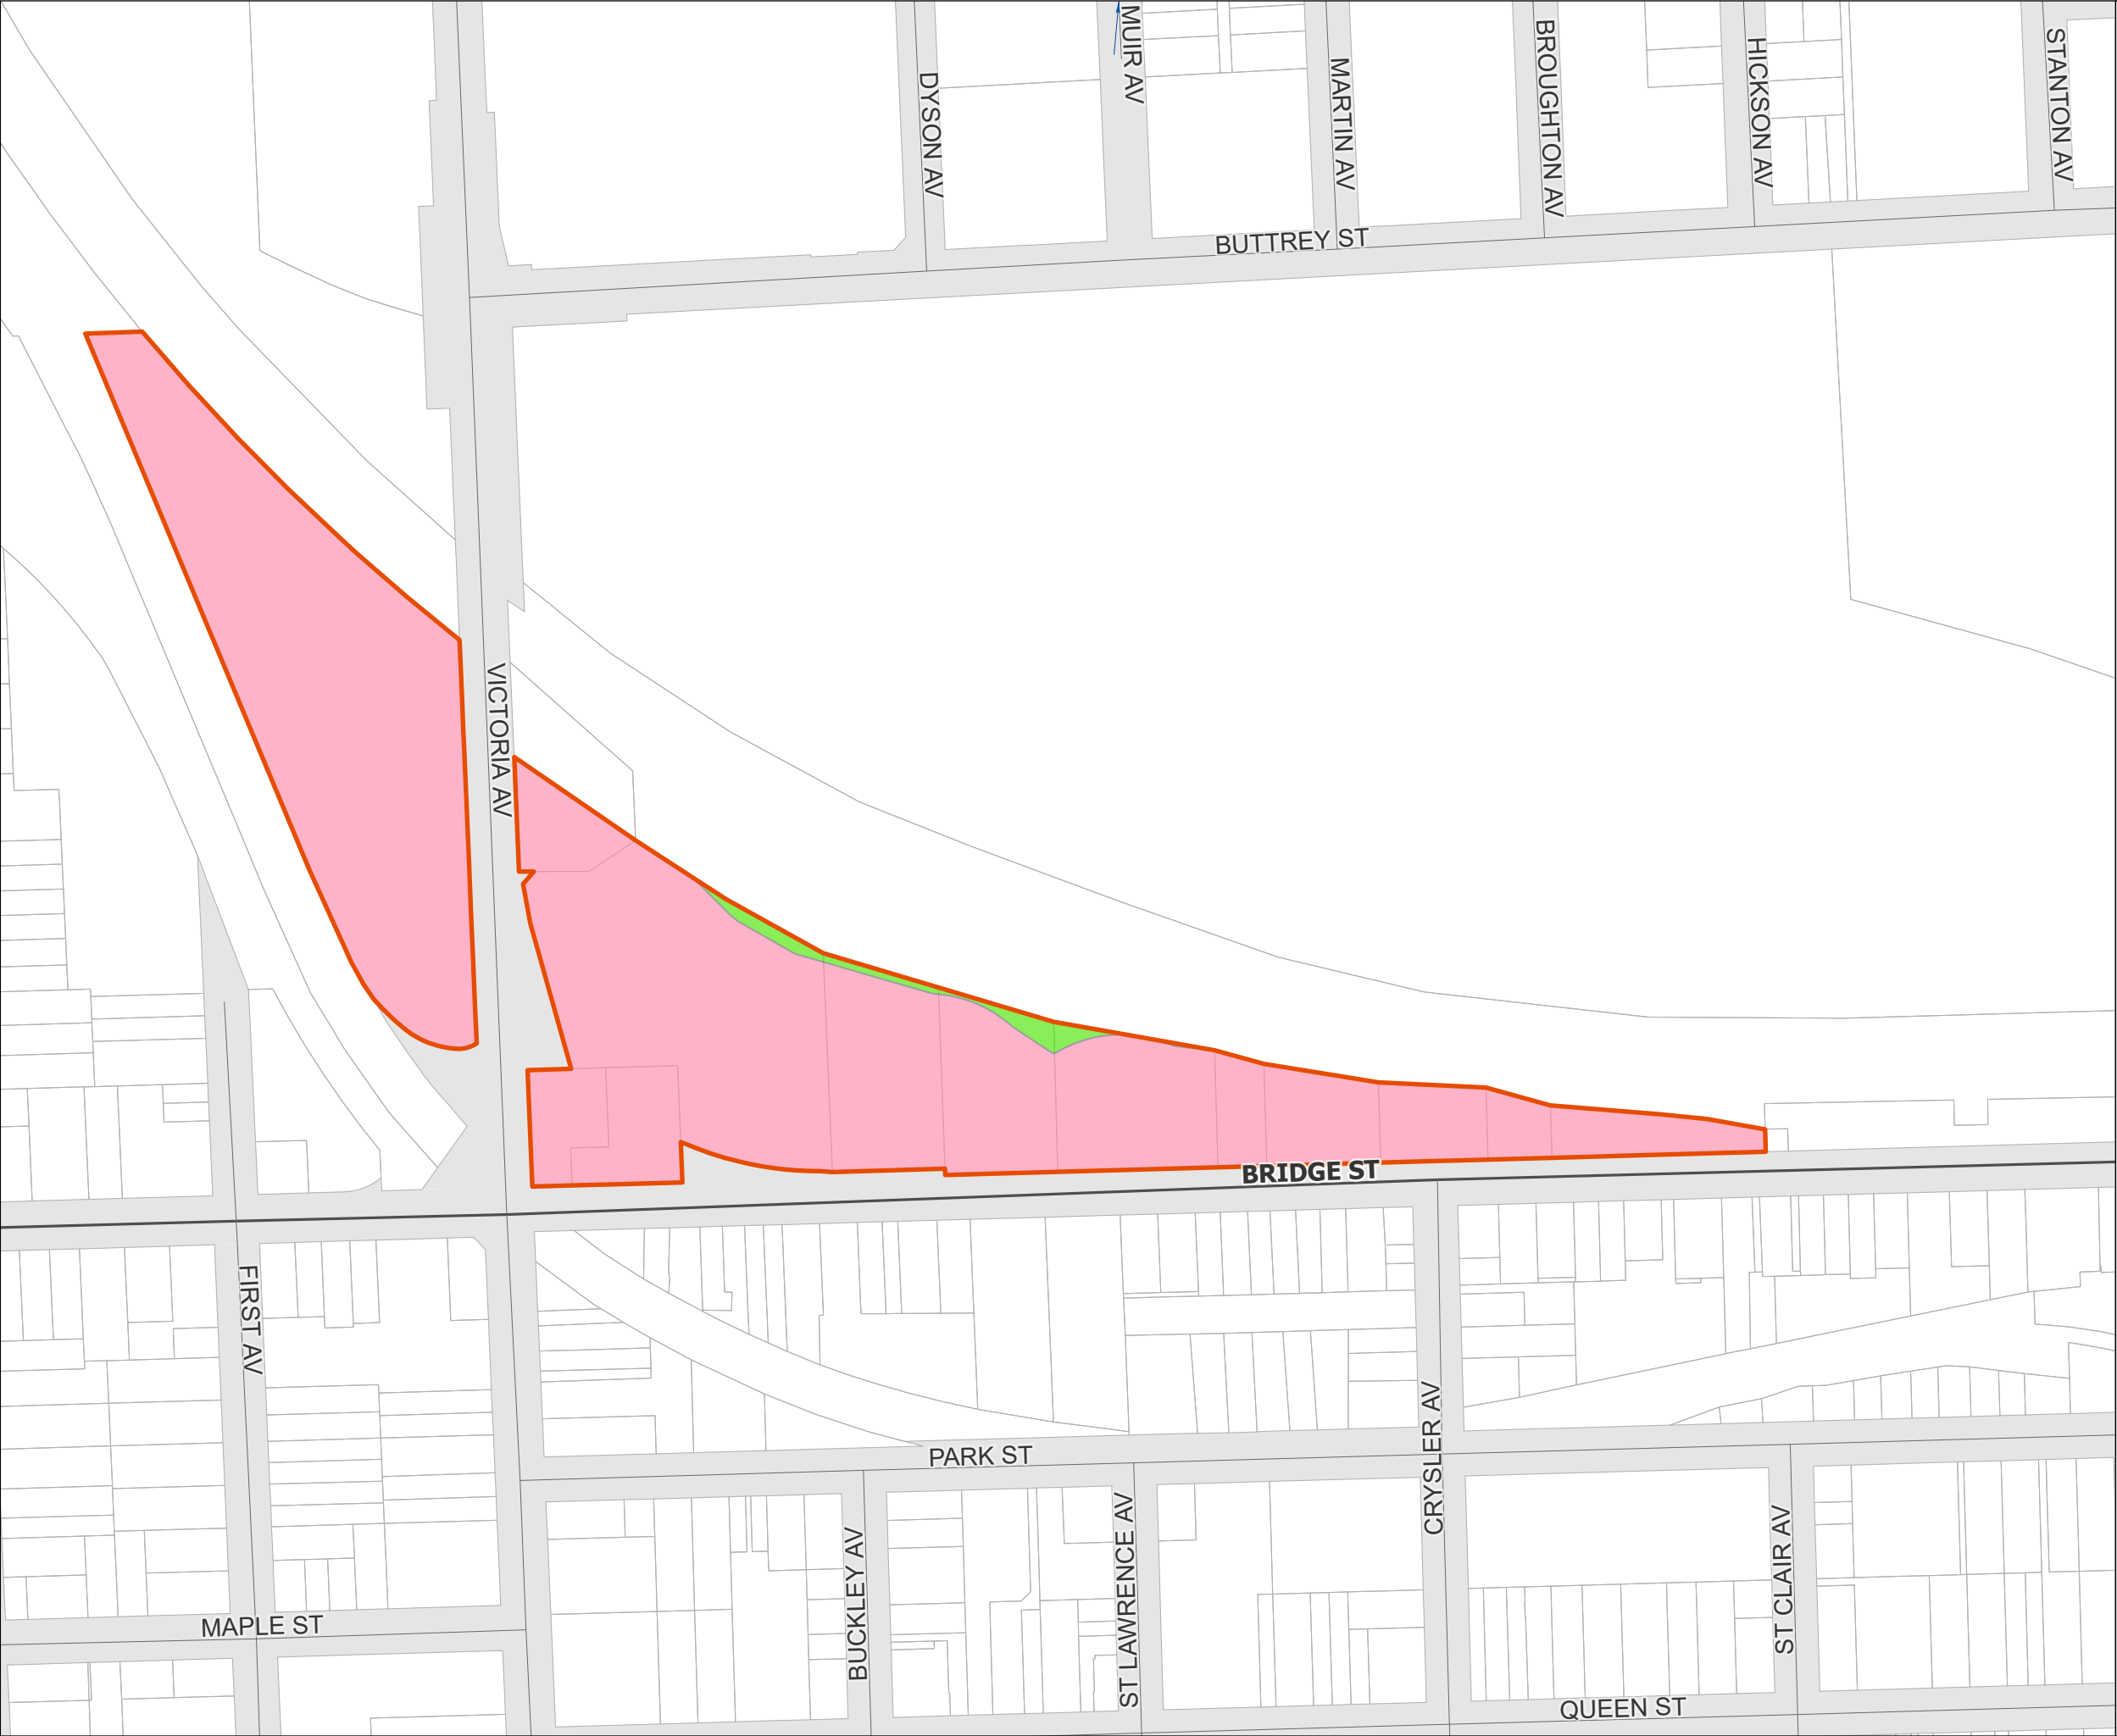 MUIR AV
DYSON AV
MARTIN AV
BROUGHTON AV
HICKSON AV
STANTON AV
BUTTREY ST
VICTORIA AV
BRIDGE ST
FIRST AV
CRYSLER AV
PARK ST
BUCKLEY AV
ST LAWRENCE AV
ST CLAIR AV
MAPLE ST
QUEEN ST